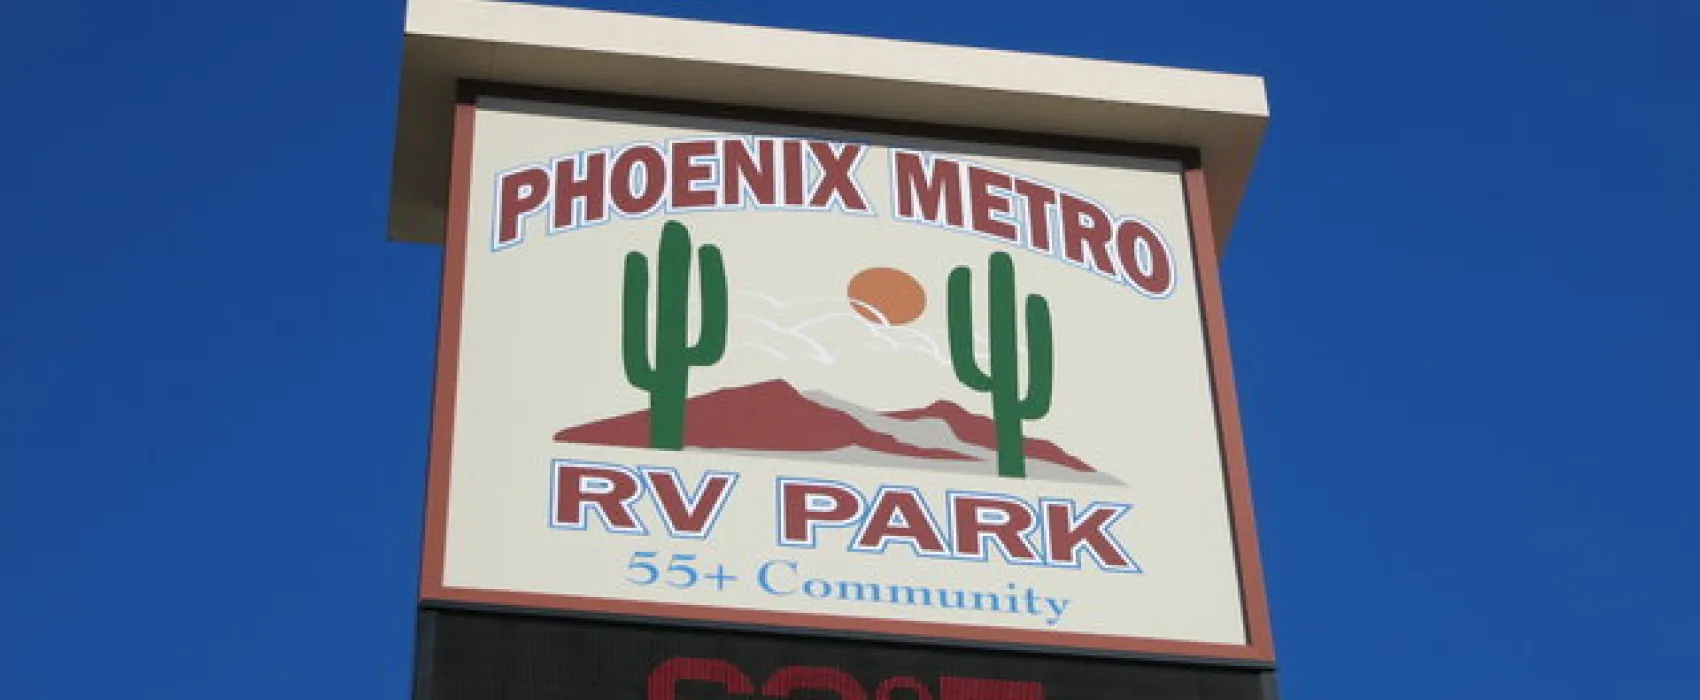 PHOENIX METRO
RV PARK
55+ Community